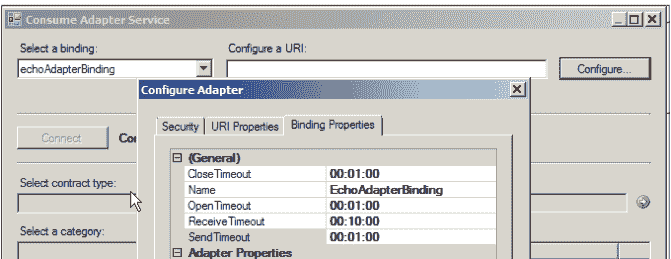 Consume Adapter Service
Select a binding:
Configure a URI:
echoAdapterBinding
Configure...
Configure Adapter
Security
URI Properties
Binding Properties
Connect
(General)
CloseTimeout 00:01:00
Name EchoAdapterBinding
OpenTimeout 00:01:00
ReceiveTimeout 00:10:00
SendTimeout 00:01:00
Adapter Properties
Select contract type:
Select a category: